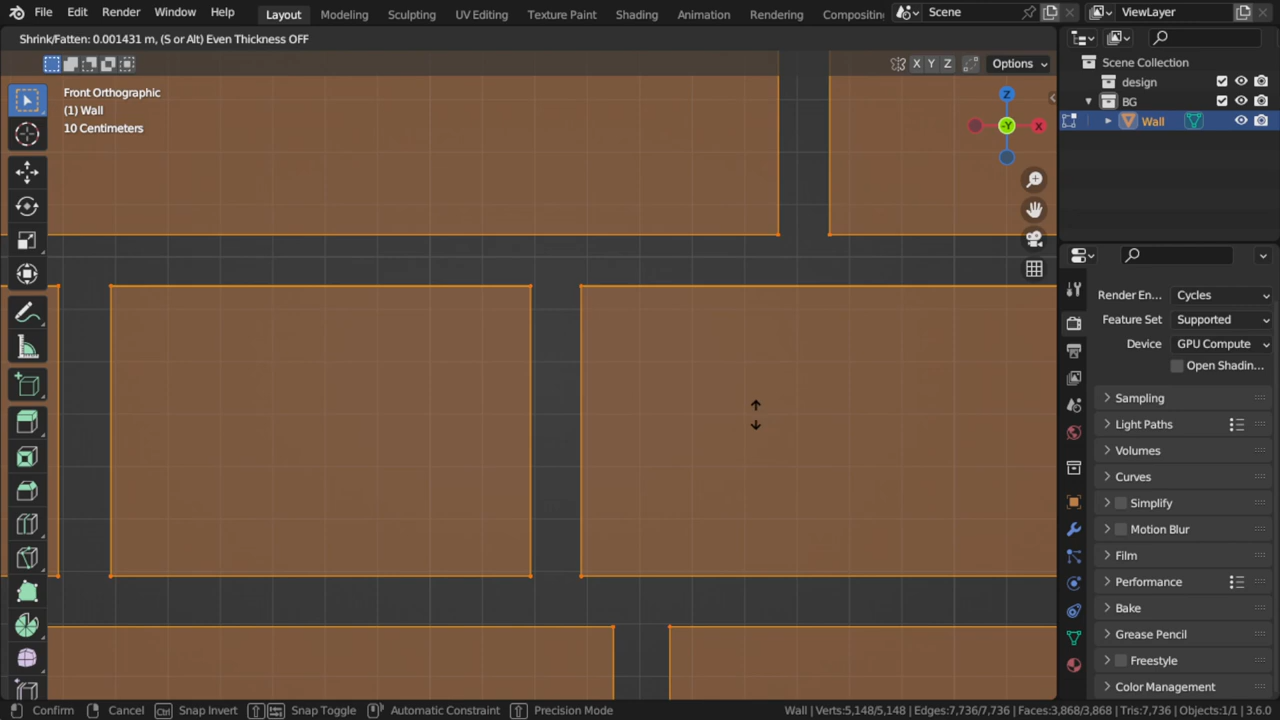 File Edit Render Window Help Layout Modeling Sculpting UV Editing Texture Paint Shading Animation Rendering Compositing Scene ViewLayer
Shrink/Fatten: 0.001431 m, (S or Alt) Even Thickness OFF
X Y Z Options
Front Orthographic
(1) Wall
10 Centimeters
Z
-Y
X
Scene Collection
design
BG
Wall
Render En... Cycles
Feature Set Supported
Device GPU Compute
Open Shadin...
Sampling
Light Paths
Volumes
Curves
Simplify
Motion Blur
Film
Performance
Bake
Grease Pencil
Freestyle
Color Management
Confirm Cancel Ctrl Snap Invert Snap Toggle Automatic Constraint Precision Mode Wall | Verts:5,148/5,148 | Edges:7,736/7,736 | Faces:3,868/3,868 | Tris:7,736 | Objects:1/1 | 3.6.0